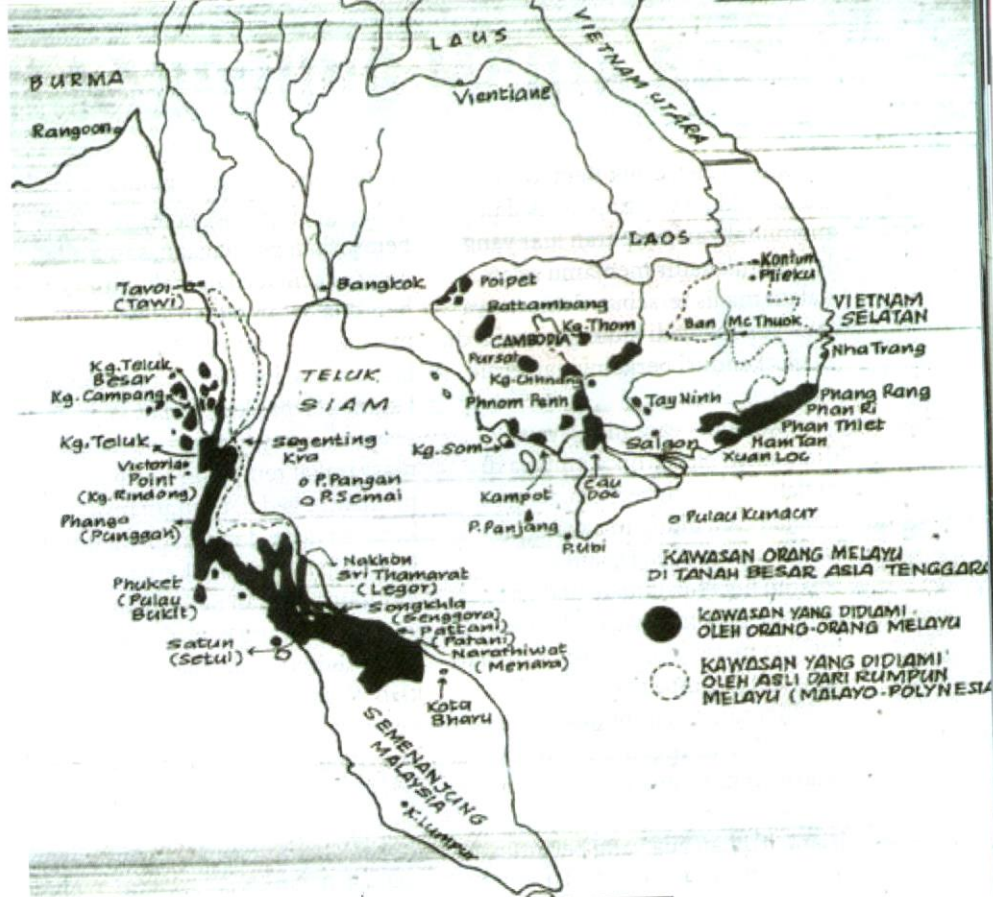 LAUS
VIETNAM UTARA
BURMA
Vientiane
Rangoon
LAOS
Kontum
Plieku
Tavoi
(Tawi)
Bangkok
Poipet
Battambang
Kg.Thom
CAMBODIA
Ban Mc Thuok
VIETNAM
SELATAN
Nha Trang
Pursat
Kg-Chhnang
Kg.Teluk
Besar
Kg.Campang
TELUK
SIAM
Phnom Penn
Tay Ninh
Phang Rang
Phan Ri
Phan Thiet
Ham Tan
Xuan Loc
Kg.Teluk
Segenting
Kra
Kg.Som
Saigon
Victoria
Point
(Kg.Rindong)
P.Pangan
P.Semai
Kampot
Cau
Doc
Phanga
(Punggah)
P.Panjang
P.Ubi
Pulau Kundur
Nakhon
Sri Thamarat
(Legor)
KAWASAN ORANG MELAYU
DI TANAH BESAR ASIA TENGGARA
Phuket
(Pulau
Bukit)
Songkhla
(Senggora)
Pattani
(Patani)
Narathiwat
(Menara)
KAWASAN YANG DIDIAMI
OLEH ORANG-ORANG MELAYU
Satun
(Setul)
KAWASAN YANG DIDIAMI
OLEH ASLI DARI RUMPUN
MELAYU (MALAYO-POLYNESIA
Kota
Bharu
SEMENANJUNG
MALAYSIA
K.Lumpur